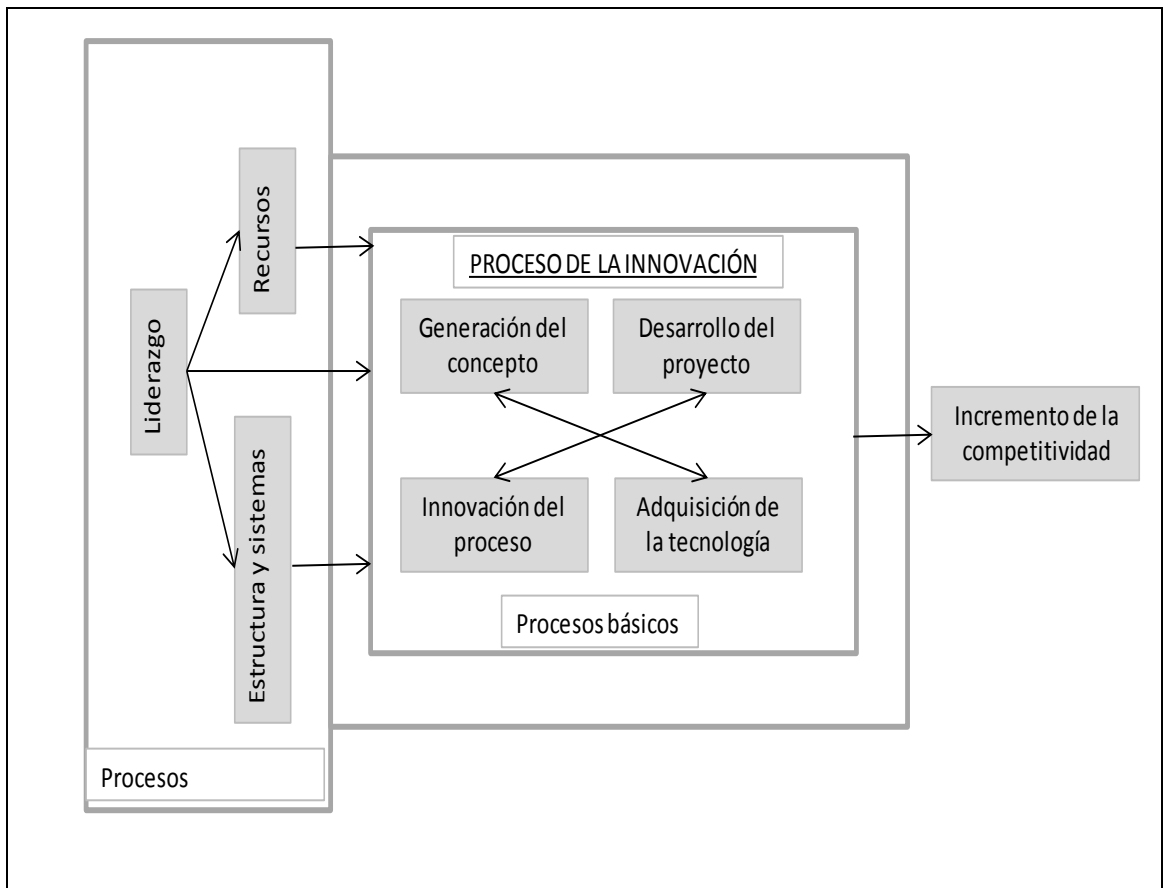 Liderazgo
Recursos
Estructura y sistemas
Procesos
PROCESO DE LA INNOVACIÓN
Generación del
concepto
Desarrollo del
proyecto
Innovación del
proceso
Adquisición de
la tecnología
Procesos básicos
Incremento de la
competitividad